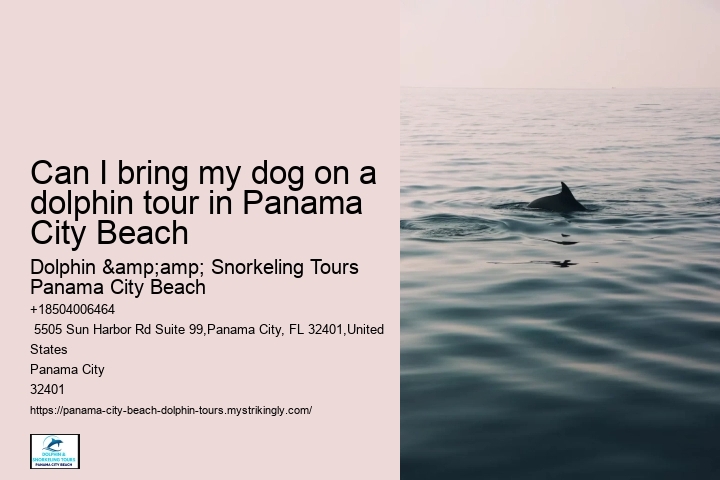 Can I bring my dog on a
dolphin tour in Panama
City Beach
Dolphin &amp;amp; Snorkeling Tours
Panama City Beach
+18504006464
5505 Sun Harbor Rd Suite 99,Panama City, FL 32401,United
States
Panama City
32401
https://panama-city-beach-dolphin-tours.mystrikingly.com/
DOLPHIN &
SNORKELING TOURS
PANAMA CITY BEACH